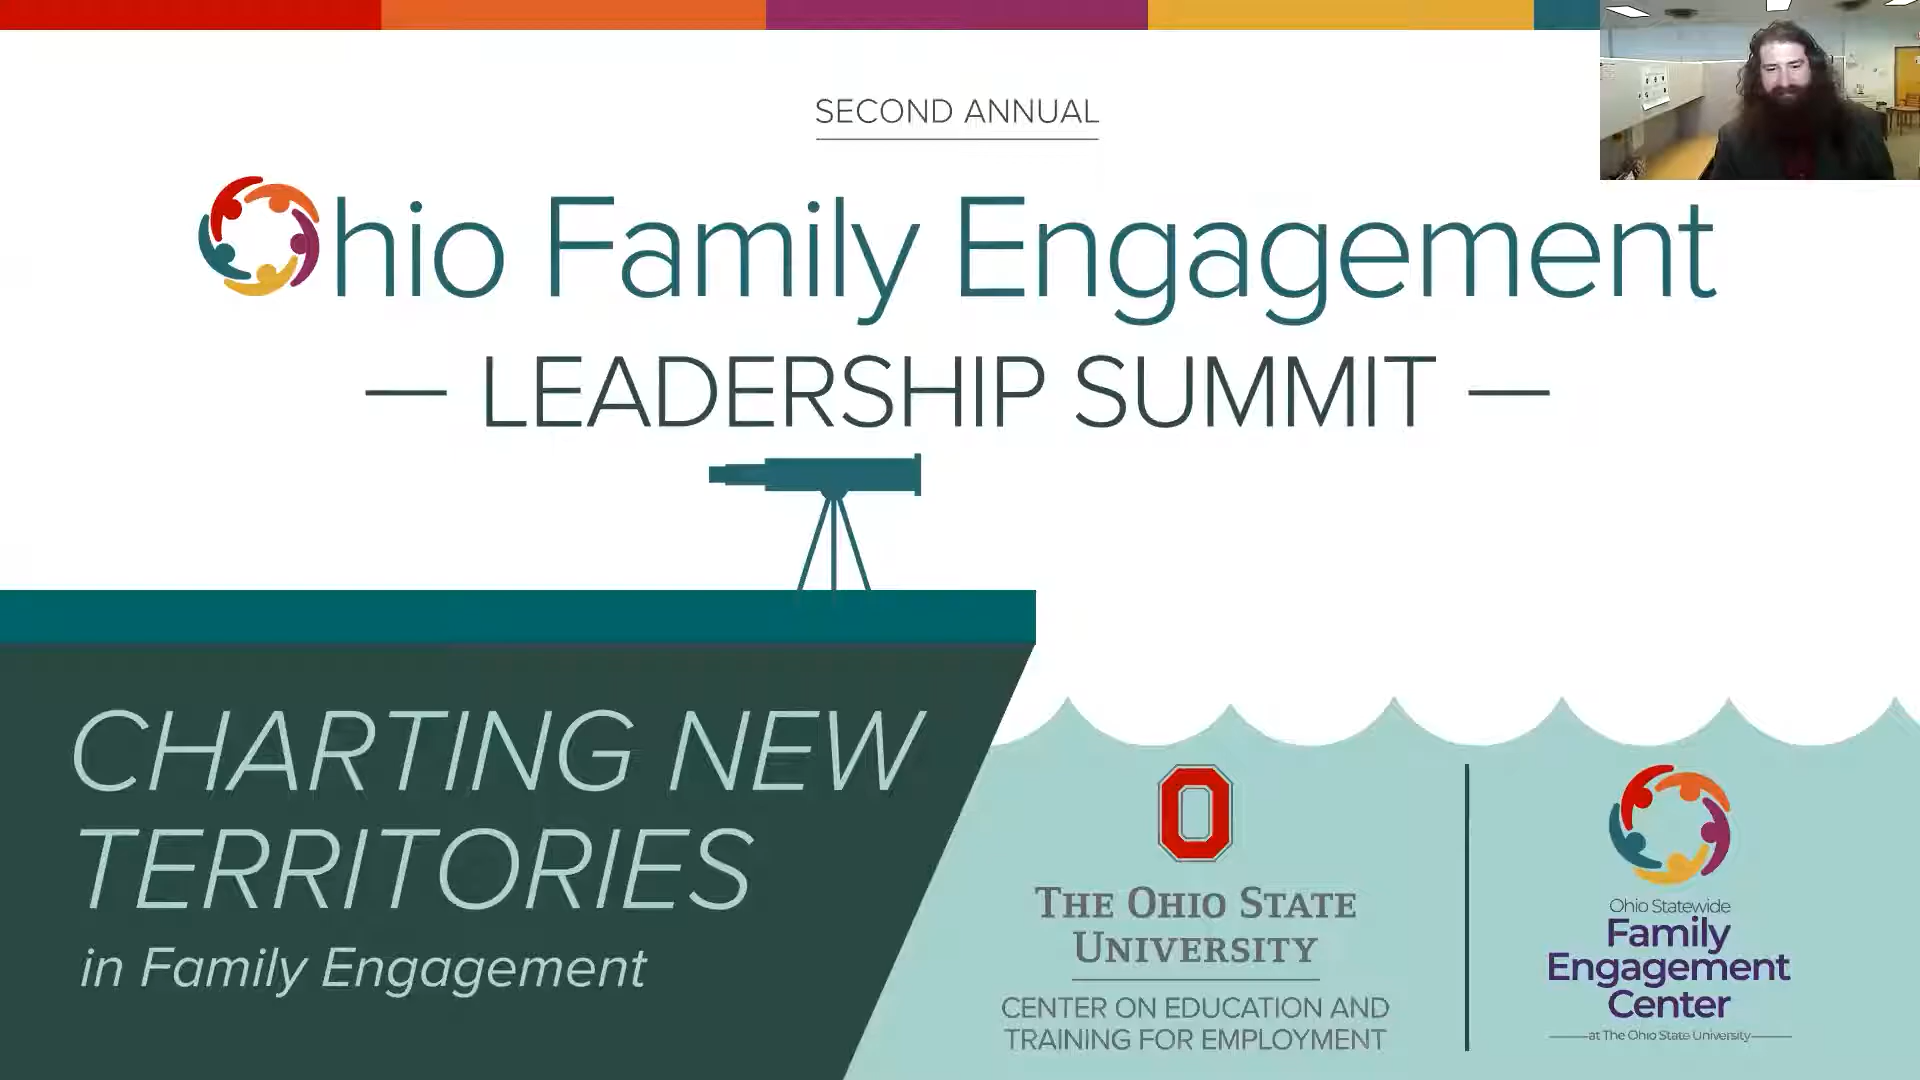 SECOND ANNUAL
Ohio Family Engagement
— LEADERSHIP SUMMIT —
CHARTING NEW
TERRITORIES
in Family Engagement
THE OHIO STATE
UNIVERSITY
CENTER ON EDUCATION AND
TRAINING FOR EMPLOYMENT
Ohio Statewide
Family
Engagement
Center
at The Ohio State University